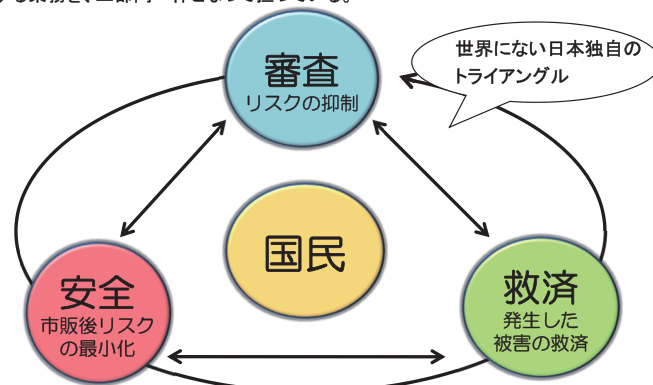 審査
リスクの抑制
世界にない日本独自の
トライアングル
国民
安全
市販後リスク
の最小化
救済
発生した
被害の救済